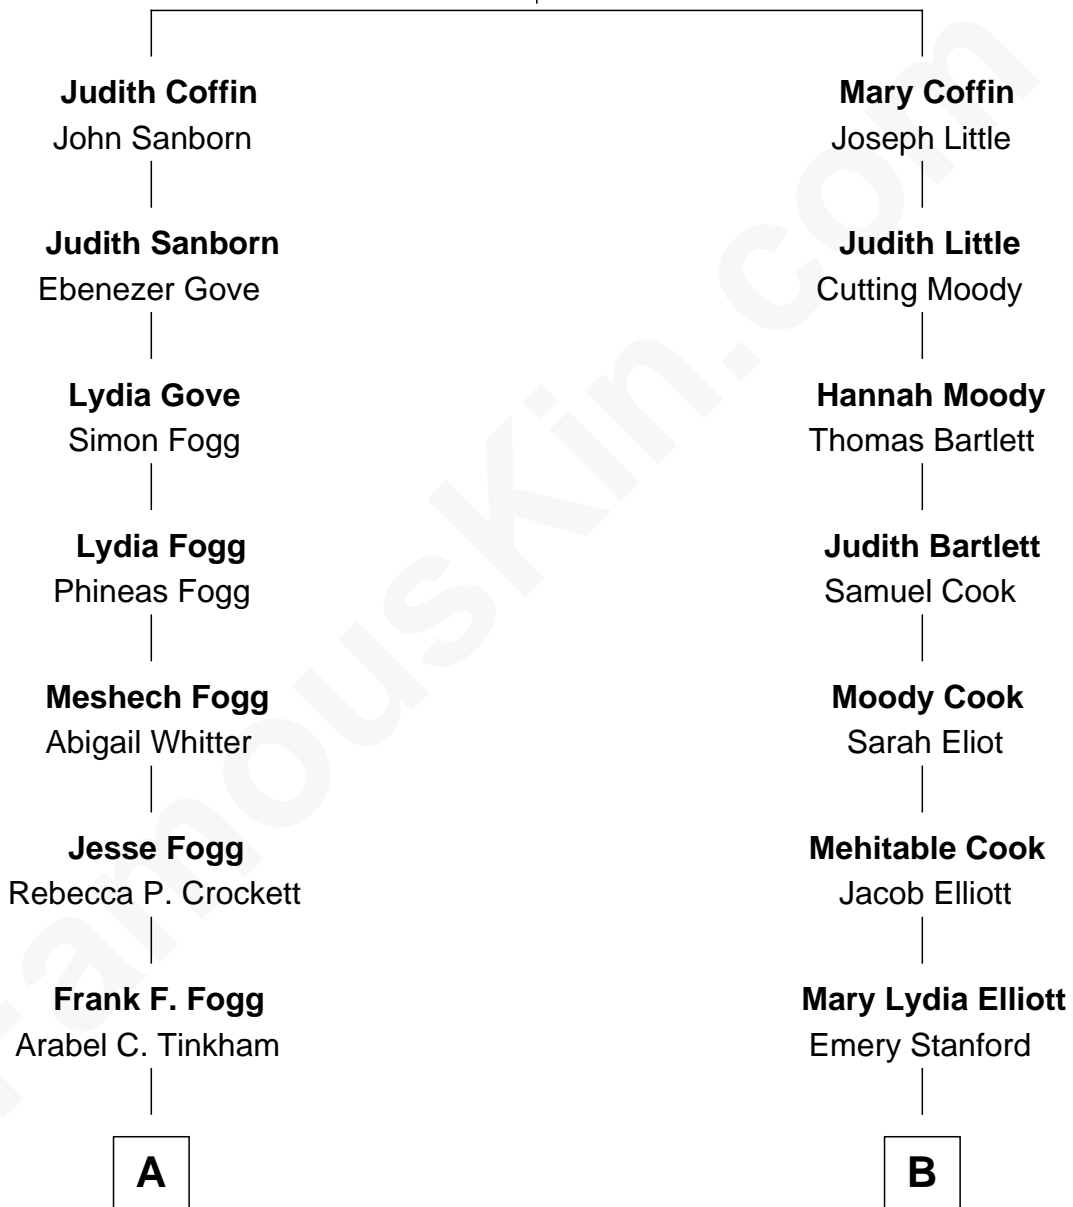 Judith Coffin
John Sanborn
Judith Sanborn
Ebenezer Gove
Lydia Gove
Simon Fogg
Lydia Fogg
Phineas Fogg
Meshech Fogg
Abigail Whitter
Jesse Fogg
Rebecca P. Crockett
Frank F. Fogg
Arabel C. Tinkham
A
Mary Coffin
Joseph Little
Judith Little
Cutting Moody
Hannah Moody
Thomas Bartlett
Judith Bartlett
Samuel Cook
Moody Cook
Sarah Eliot
Mehitable Cook
Jacob Elliott
Mary Lydia Elliott
Emery Stanford
B
FamousKin.com